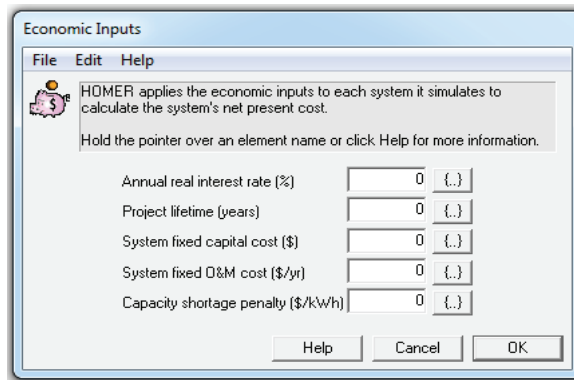 Economic Inputs
File Edit Help
HOMER applies the economic inputs to each system it simulates to
calculate the system's net present cost.
Hold the pointer over an element name or click Help for more information.
Annual real interest rate (%) 0 {..}
Project lifetime (years) 0 {..}
System fixed capital cost ($) 0 {..}
System fixed O&M cost ($/yr) 0 {..}
Capacity shortage penalty ($/kWh) 0 {..}
Help Cancel OK